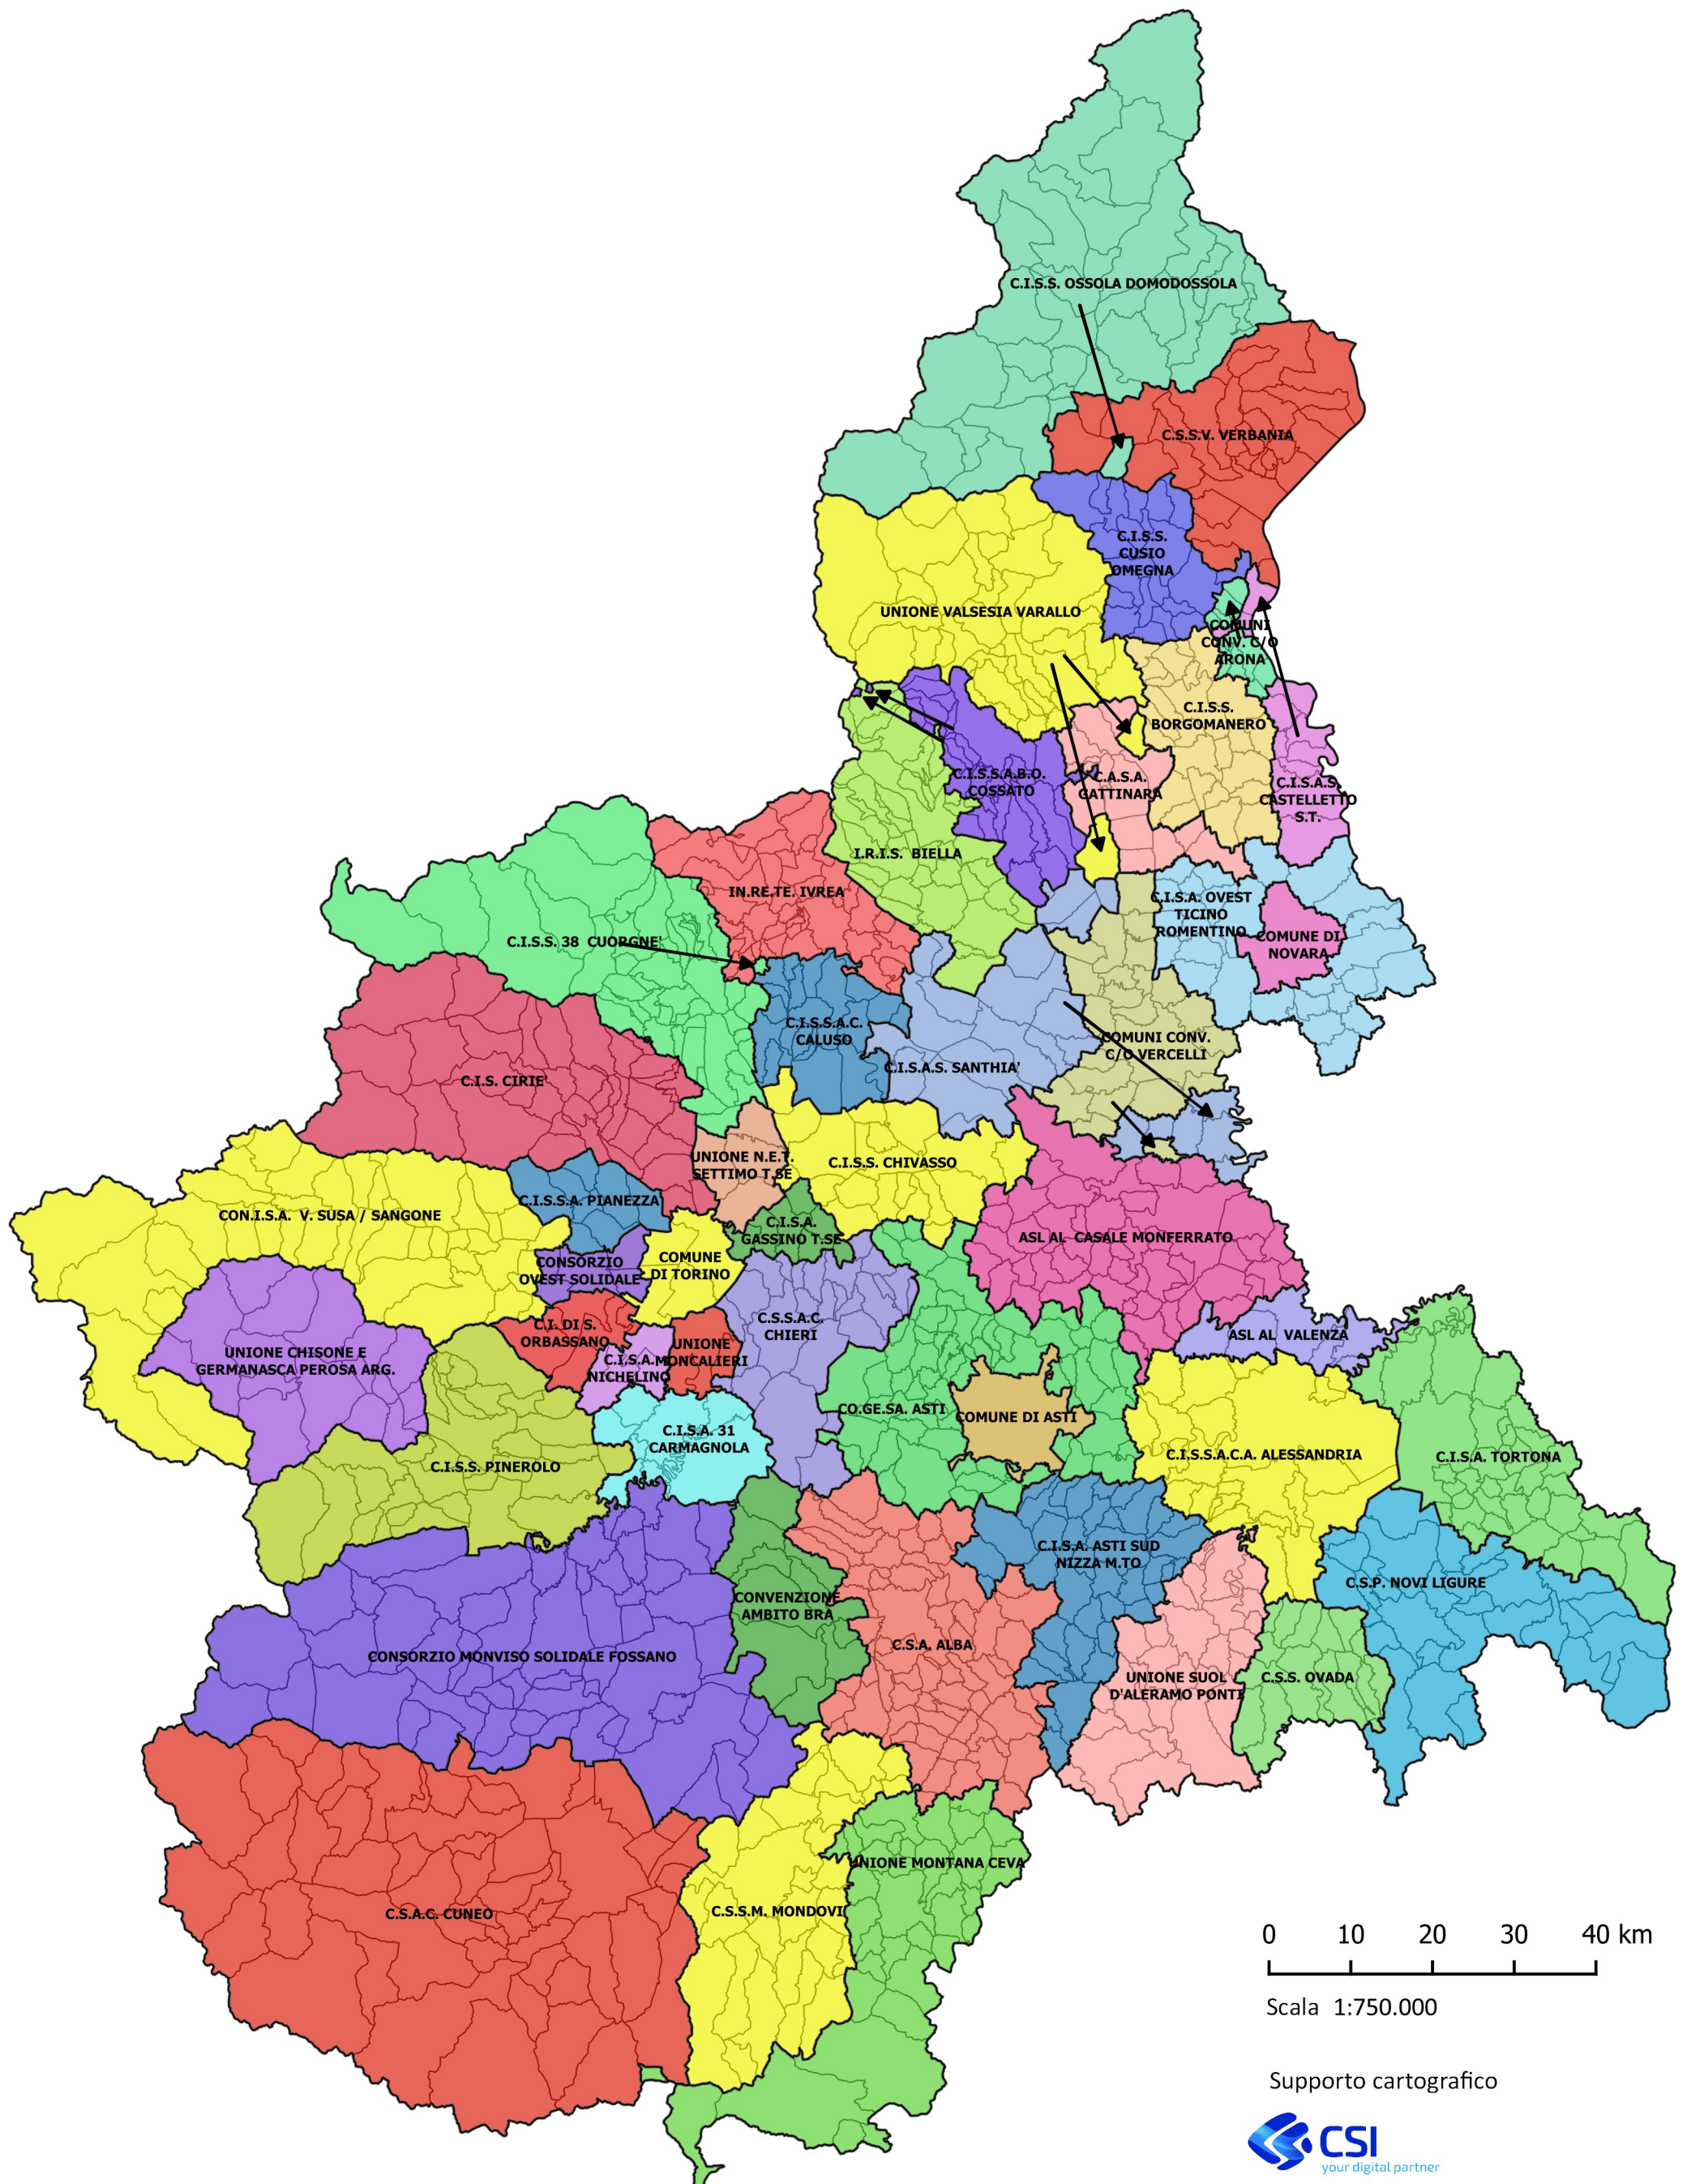 C.I.S.S. OSSOLA DOMODOSSOLA
C.S.S.V. VERBANIA
C.I.S.S.
CUSIO
OMEGNA
UNIONE VALSESIA VARALLO
COMUNI
CONV. C/O
ARONA
C.I.S.S.
BORGOMANERO
C.I.S.S.A.B.O.
COSSATO
C.A.S.A.
GATTINARA
C.I.S.A.S.
CASTELLETTO
S.T.
I.R.I.S. BIELLA
IN.RE.TE. IVREA
C.I.S.A. OVEST
TICINO
ROMENTINO
COMUNE DI
NOVARA
C.I.S.S. 38 CUORGNE'
C.I.S.S.A.C.
CALUSO
COMUNI CONV.
C/O VERCELLI
C.I.S.A.S. SANTHIA'
C.I.S. CIRIE'
UNIONE N.E.T.
SETTIMO T.SE
C.I.S.S. CHIVASSO
C.I.S.S.A. PIANEZZA
CON.I.S.A. V. SUSA / SANGONE
C.I.S.A.
GASSINO T.SE
ASL AL CASALE MONFERRATO
CONSORZIO
OVEST SOLIDALE
COMUNE
DI TORINO
C.S.S.A.C.
CHIERI
C.I. DI S.
ORBASSANO
ASL AL VALENZA
UNIONE
MONCALIERI
UNIONE CHISONE E
GERMANASCA PEROSA ARG.
C.I.S.A.
NICHELINO
CO.GE.SA. ASTI
COMUNE DI ASTI
C.I.S.A. 31
CARMAGNOLA
C.I.S.S. PINEROLO
C.I.S.S.A.C.A. ALESSANDRIA
C.I.S.A. TORTONA
C.I.S.A. ASTI SUD
NIZZA M.TO
C.S.P. NOVI LIGURE
CONVENZIONE
AMBITO BRA
C.S.A. ALBA
CONSORZIO MONVISO SOLIDALE FOSSANO
UNIONE SUOL
D'ALERAMO PONTI
C.S.S. OVADA
UNIONE MONTANA CEVA
C.S.S.M. MONDOVI
C.S.A.C. CUNEO
0 10 20 30 40 km
Scala 1:750.000
Supporto cartografico
CSI
your digital partner